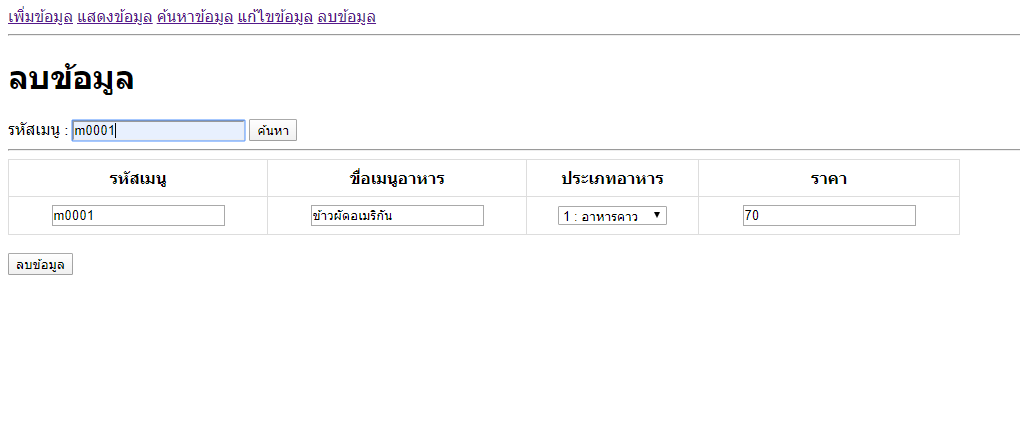 เพิ่มข้อมูล แสดงข้อมูล ค้นหาข้อมูล แก้ไขข้อมูล ลบข้อมูล
ลบข้อมูล
รหัสเมนู : m0001 ค้นหา
รหัสเมนู ชื่อเมนูอาหาร ประเภทอาหาร ราคา
m0001 ข้าวผัดอเมริกัน 1 : อาหารคาว 70
ลบข้อมูล